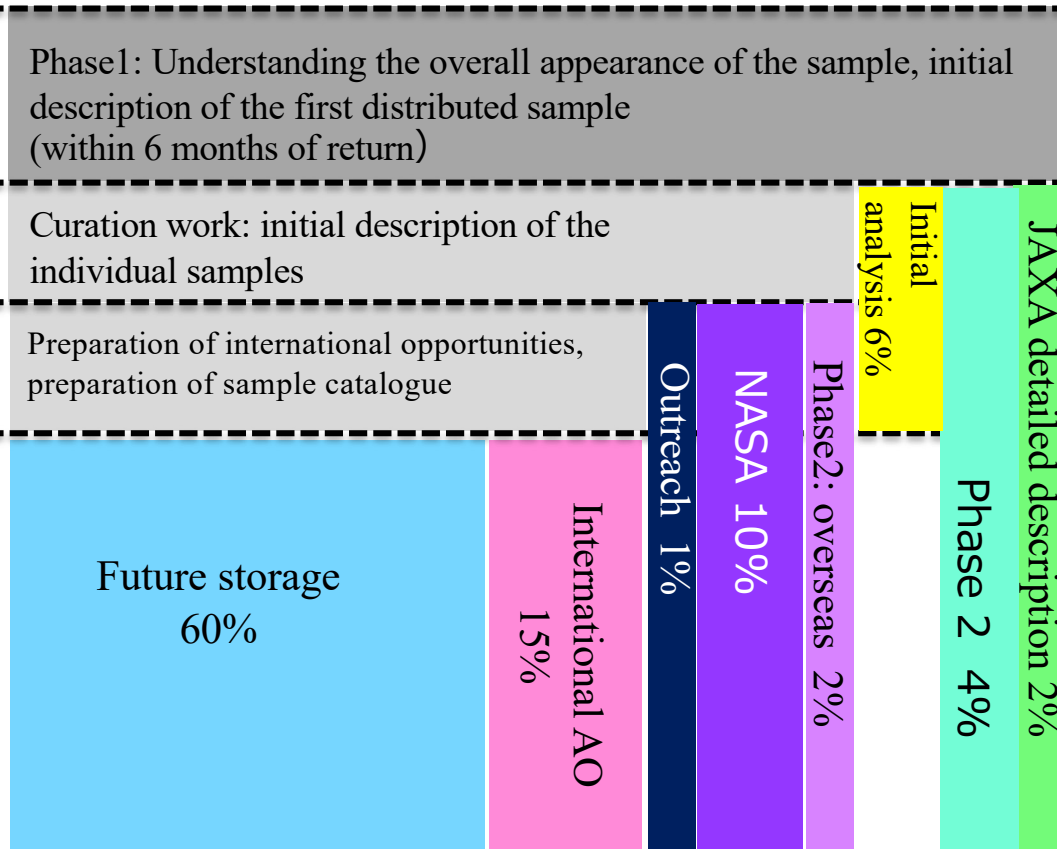 Phase1: Understanding the overall appearance of the sample, initial
description of the first distributed sample
(within 6 months of return)
Curation work: initial description of the
individual samples
Preparation of international opportunities,
preparation of sample catalogue
Future storage
60%
International AO
15%
Outreach 1%
NASA 10%
Phase2: overseas 2%
Initial
analysis 6%
Phase 2 4%
JAXA detailed description 2%